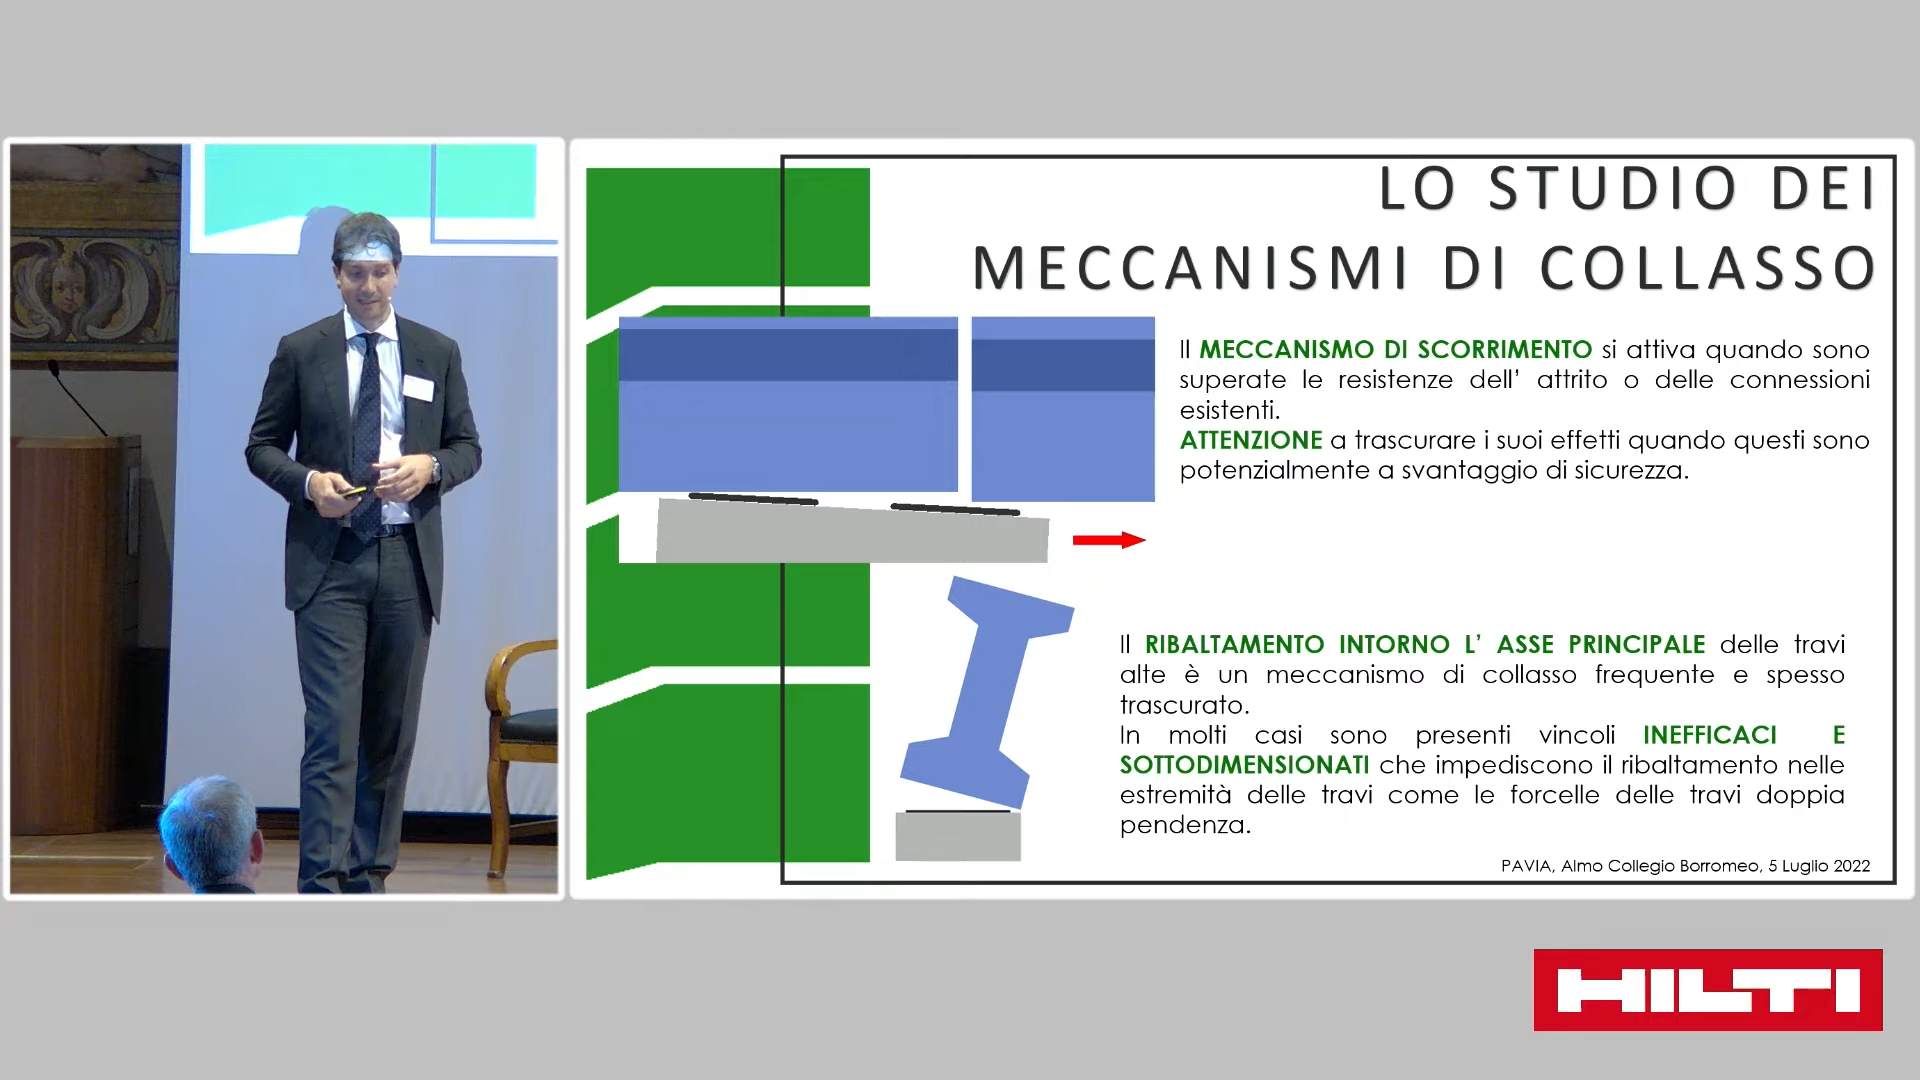 LO STUDIO DEI
MECCANISMI DI COLLASSO
Il MECCANISMO DI SCORRIMENTO si attiva quando sono
superate le resistenze dell' attrito o delle connessioni
esistenti.
ATTENZIONE a trascurare i suoi effetti quando questi sono
potenzialmente a svantaggio di sicurezza.
Il RIBALTAMENTO INTORNO L' ASSE PRINCIPALE delle travi
alte è un meccanismo di collasso frequente e spesso
trascurato.
In molti casi sono presenti vincoli INEFFICACI E
SOTTODIMENSIONATI che impediscono il ribaltamento nelle
estremità delle travi come le forcelle delle travi doppia
pendenza.
PAVIA, Almo Collegio Borromeo, 5 Luglio 2022
HILTI